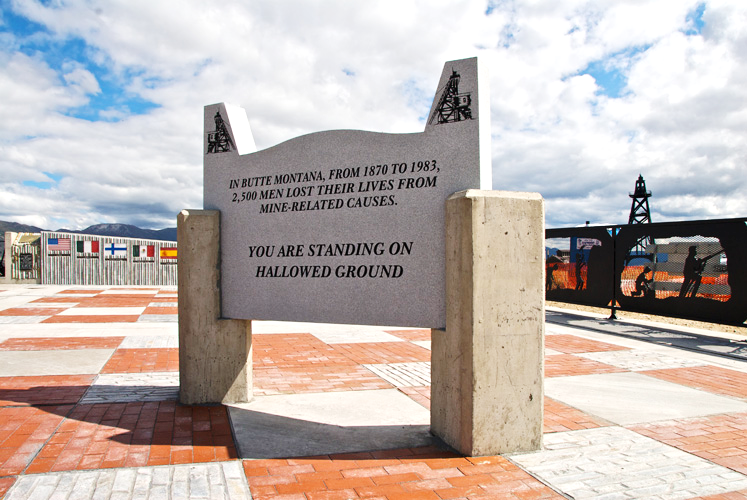 IN BUTTE MONTANA, FROM 1870 TO 1983,
2,500 MEN LOST THEIR LIVES FROM
MINE-RELATED CAUSES.
YOU ARE STANDING ON
HALLOWED GROUND